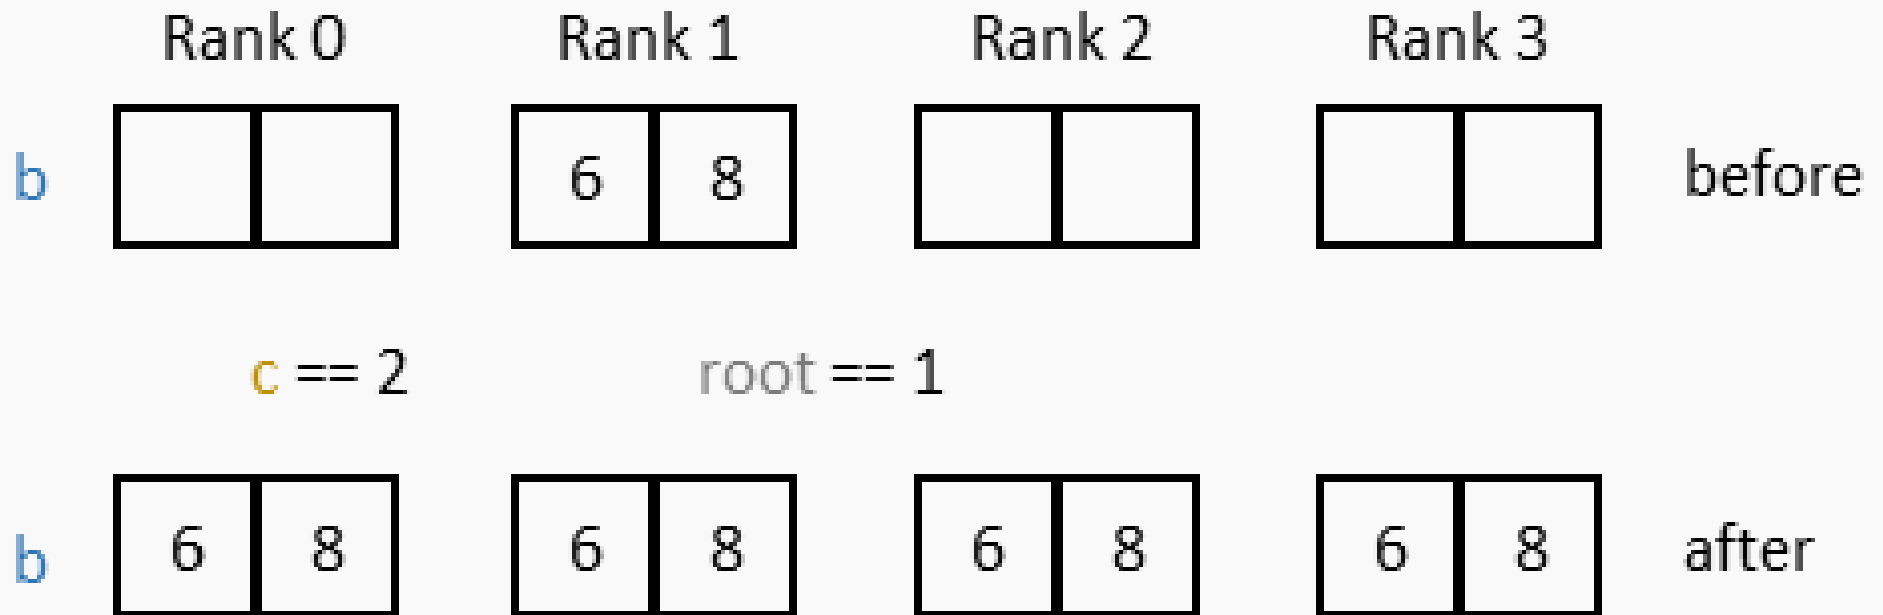 Rank 0 Rank 1 Rank 2 Rank 3
b 6 8 before
c == 2 root == 1
b 6 8 6 8 6 8 6 8 after